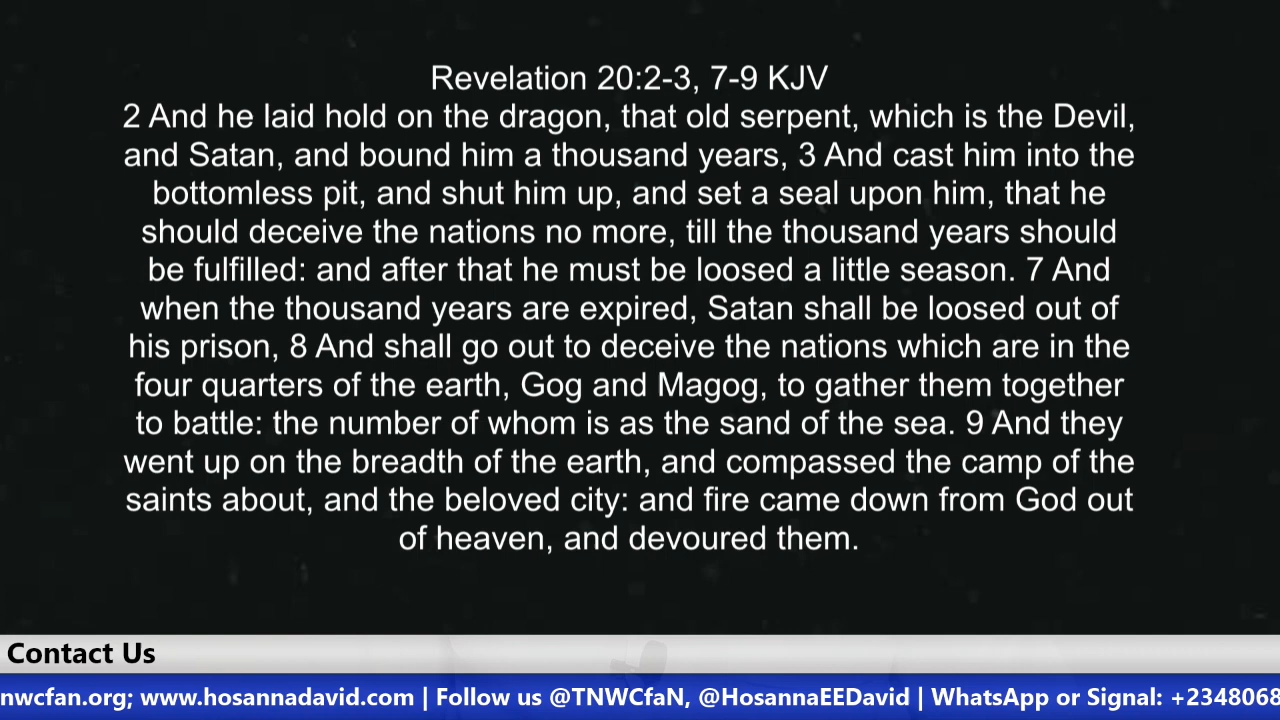 Revelation 20:2-3, 7-9 KJV
2 And he laid hold on the dragon, that old serpent, which is the Devil,
and Satan, and bound him a thousand years, 3 And cast him into the
bottomless pit, and shut him up, and set a seal upon him, that he
should deceive the nations no more, till the thousand years should
be fulfilled: and after that he must be loosed a little season. 7 And
when the thousand years are expired, Satan shall be loosed out of
his prison, 8 And shall go out to deceive the nations which are in the
four quarters of the earth, Gog and Magog, to gather them together
to battle: the number of whom is as the sand of the sea. 9 And they
went up on the breadth of the earth, and compassed the camp of the
saints about, and the beloved city: and fire came down from God out
of heaven, and devoured them.
Contact Us
nwcfan.org; www.hosannadavid.com | Follow us @TNWCfaN, @HosannaEEDavid | WhatsApp or Signal: +2348068